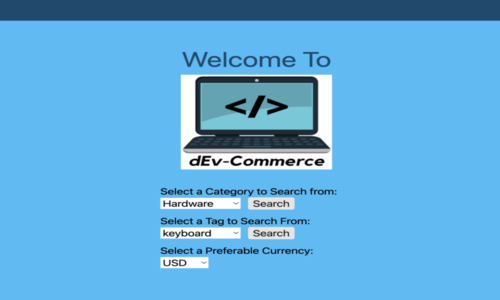 Welcome To
</>
dEv-Commerce
Select a Category to Search from:
Hardware Search
Select a Tag to Search From:
keyboard Search
Select a Preferable Currency:
USD